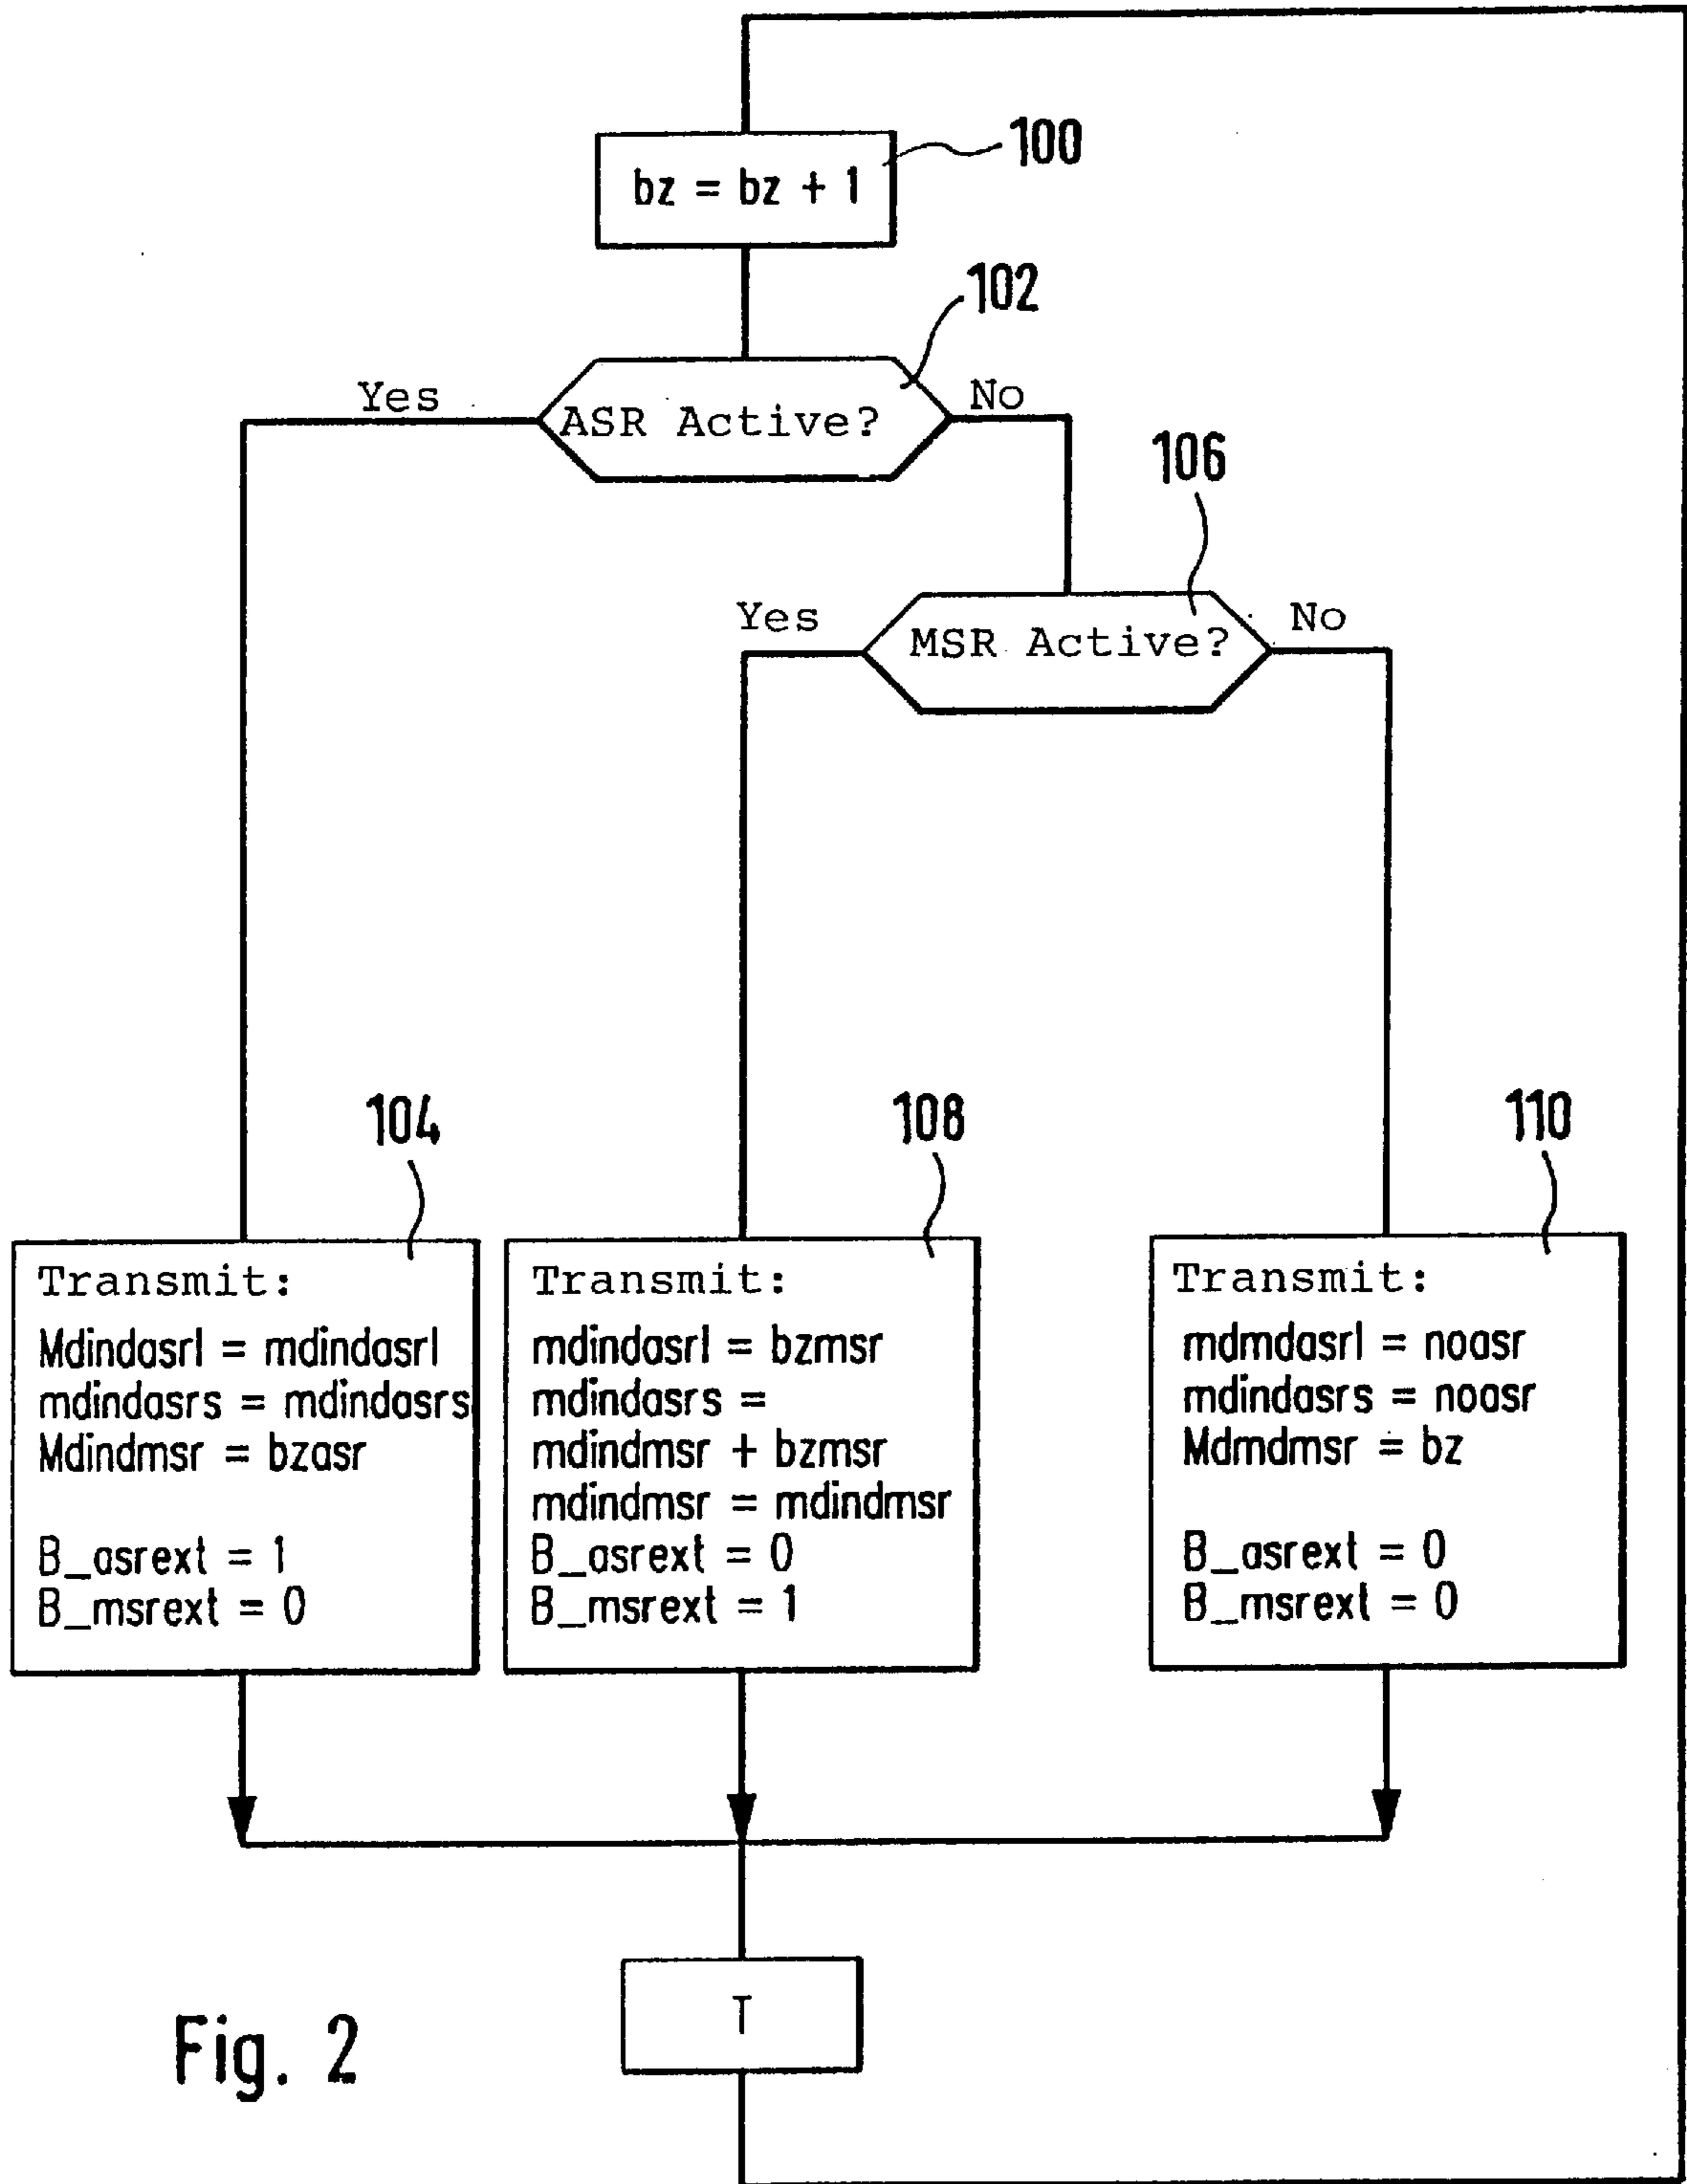 100
bz = bz + 1
102
Yes
ASR Active?
No
106
Yes
MSR Active?
No
104
108
110
Transmit:
Mdindasrl = mdindasrl
mdindasrs = mdindasrs
Mdindmsr = bzasr
B_asrext = 1
B_msrext = 0
Transmit:
mdindasrl = bzmsr
mdindasrs =
mdindmsr + bzmsr
mdindmsr = mdindmsr
B_asrext = 0
B_msrext = 1
Transmit:
mdmdasrl = noasr
mdindasrs = noasr
Mdmdmsr = bz
B_asrext = 0
B_msrext = 0
T
Fig. 2